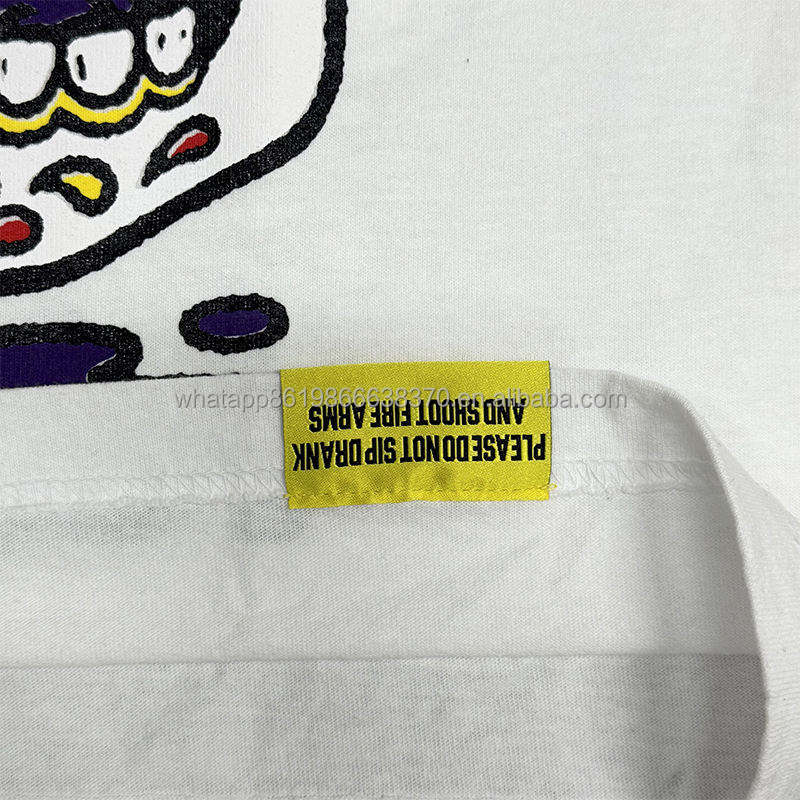 whatapp8619866638370.en.alibaba.com
PLEASE DO NOT SIP DRANK
AND SHOOT FIRE ARMS